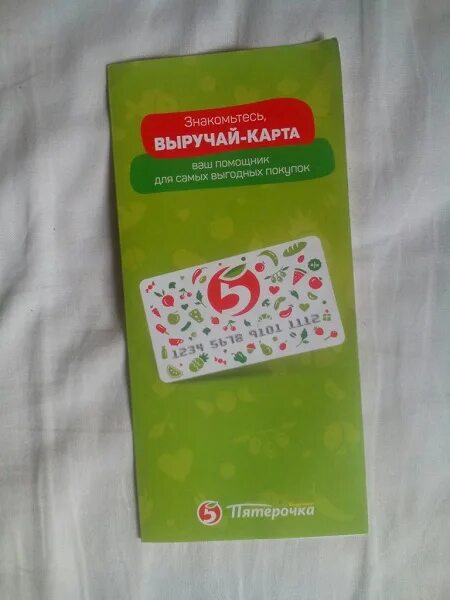 Знакомьтесь,
ВЫРУЧАЙ-КАРТА
ваш помощник
для самых выгодных покупок
5
1234 5678 9101 1112
5 Пятёрочка